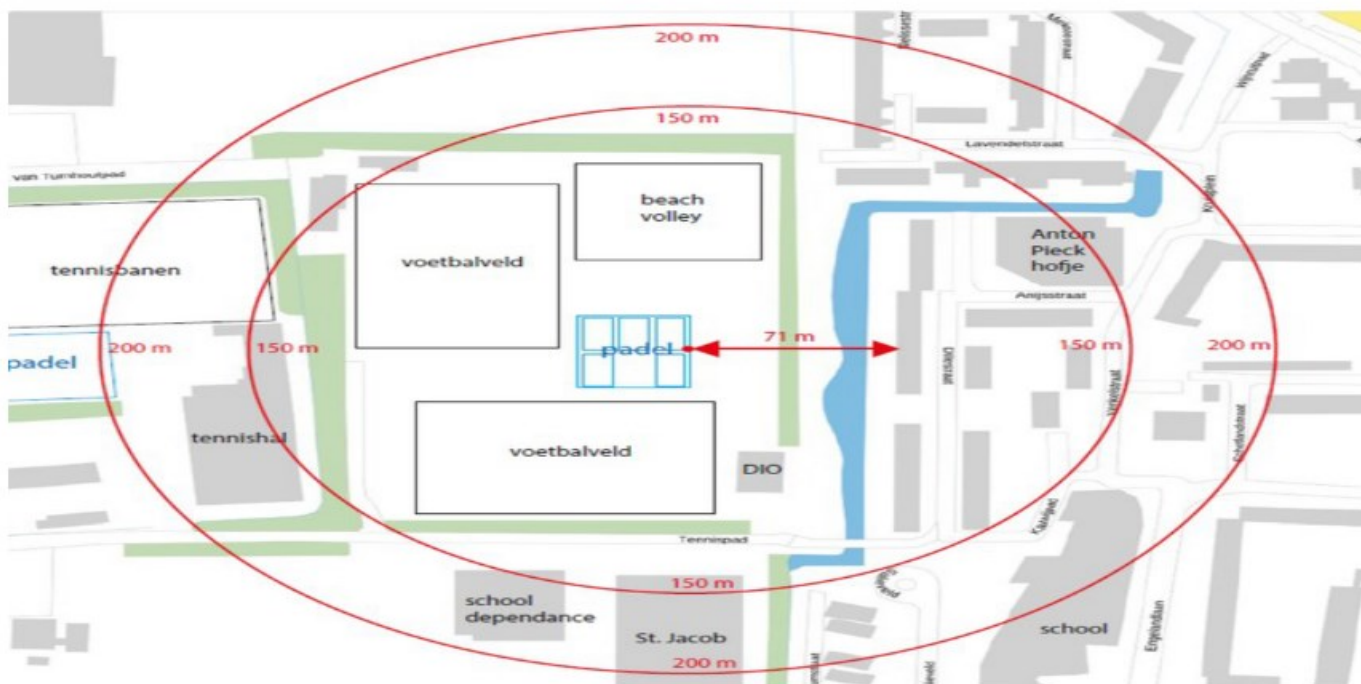 200 m
150 m
Lavendelstraat
van Turnhoutpad
beach
volley
Anton
Pieck
hofje
tennisbanen
voetbalveld
Anijsstraat
200 m
150 m
padel
71 m
150 m
200 m
padel
tennishal
voetbalveld
DIO
Tennispad
150 m
school
dependance
St. Jacob
school
200 m
Engelandlaan